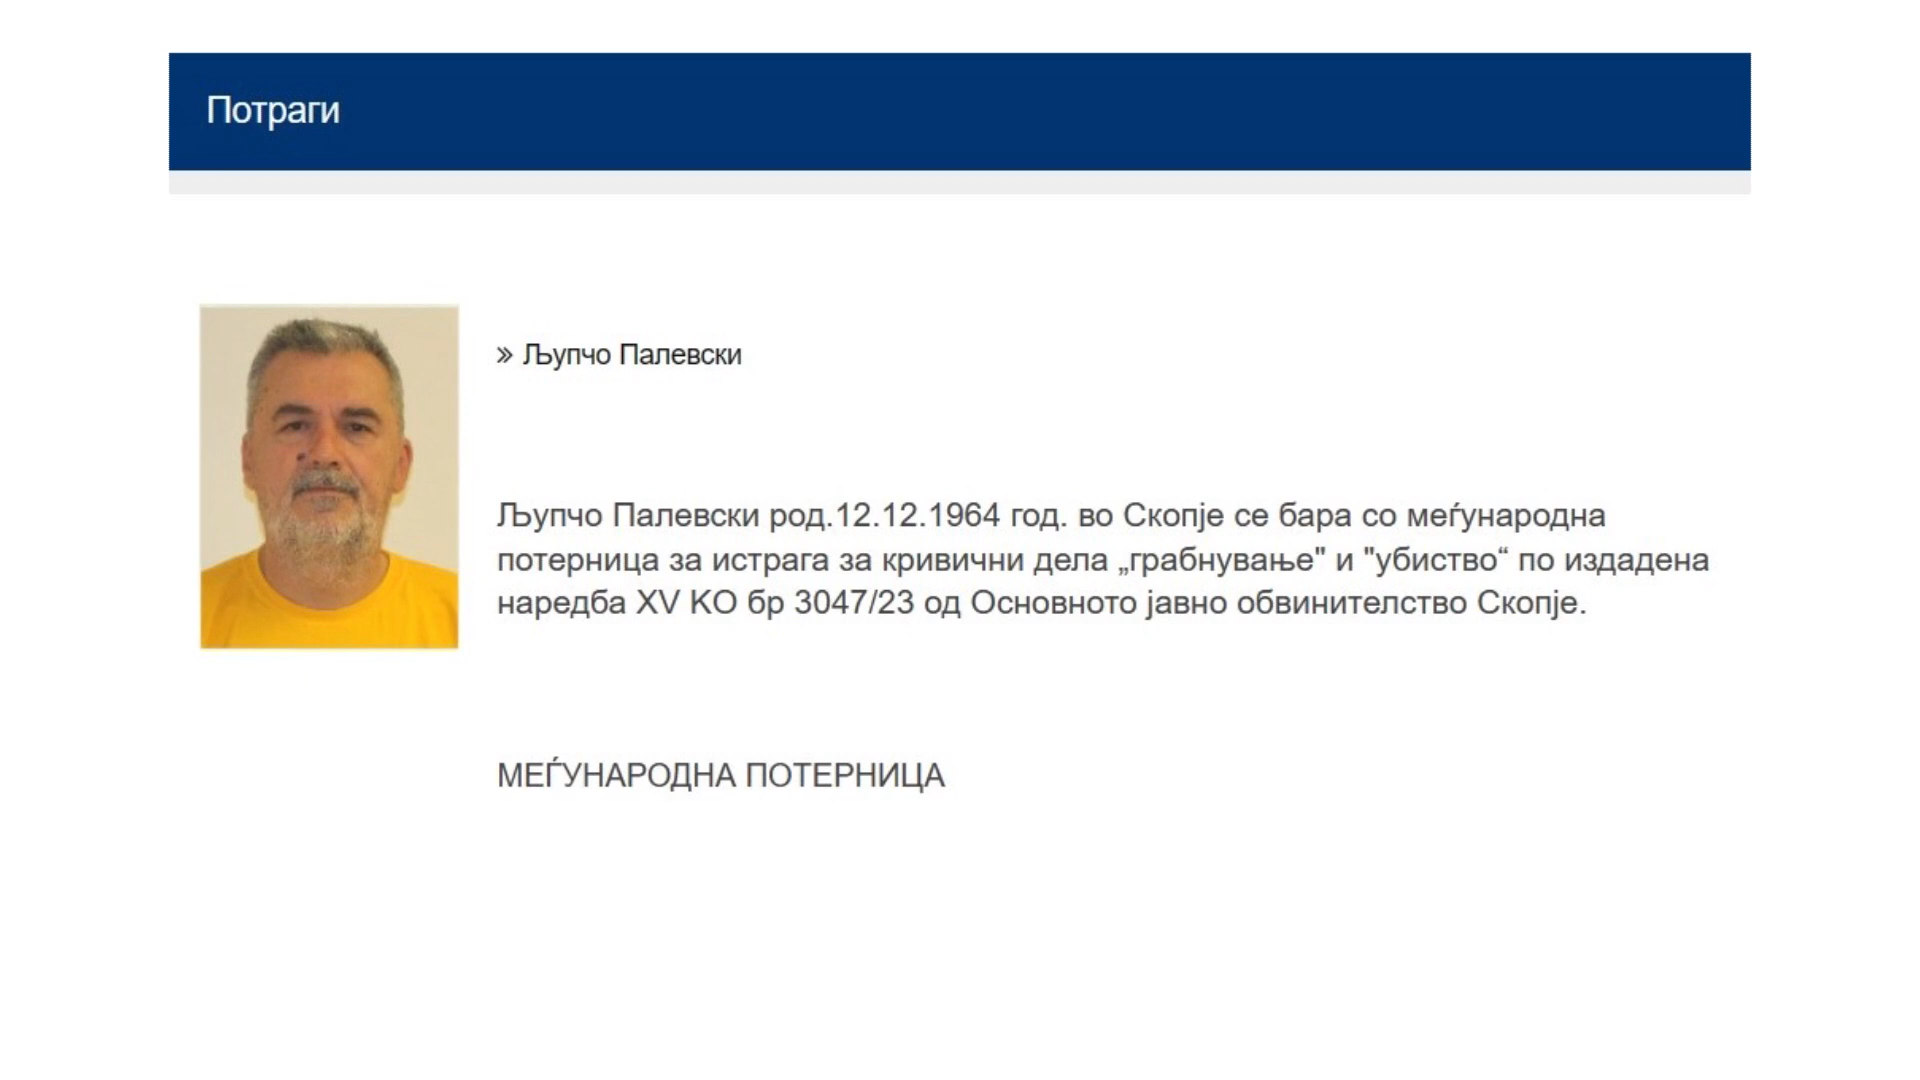 Потраги
» Љупчо Палевски
Љупчо Палевски род.12.12.1964 год. во Скопје се бара со меѓународна
потерница за истрага за кривични дела „грабнување" и "убиство“ по издадена
наредба XV КО бр 3047/23 од Основното јавно обвинителство Скопје.
МЕЃУНАРОДНА ПОТЕРНИЦА